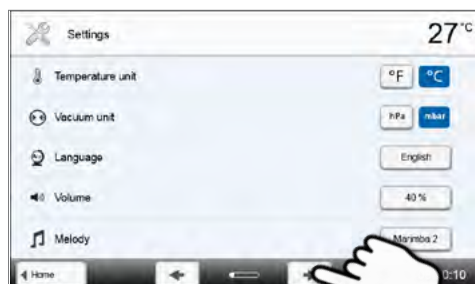 Settings 27 °C
Temperature unit °F °C
Vacuum unit hPa mbar
Language English
Volume 40 %
Melody Marimba 2
Home 0:10